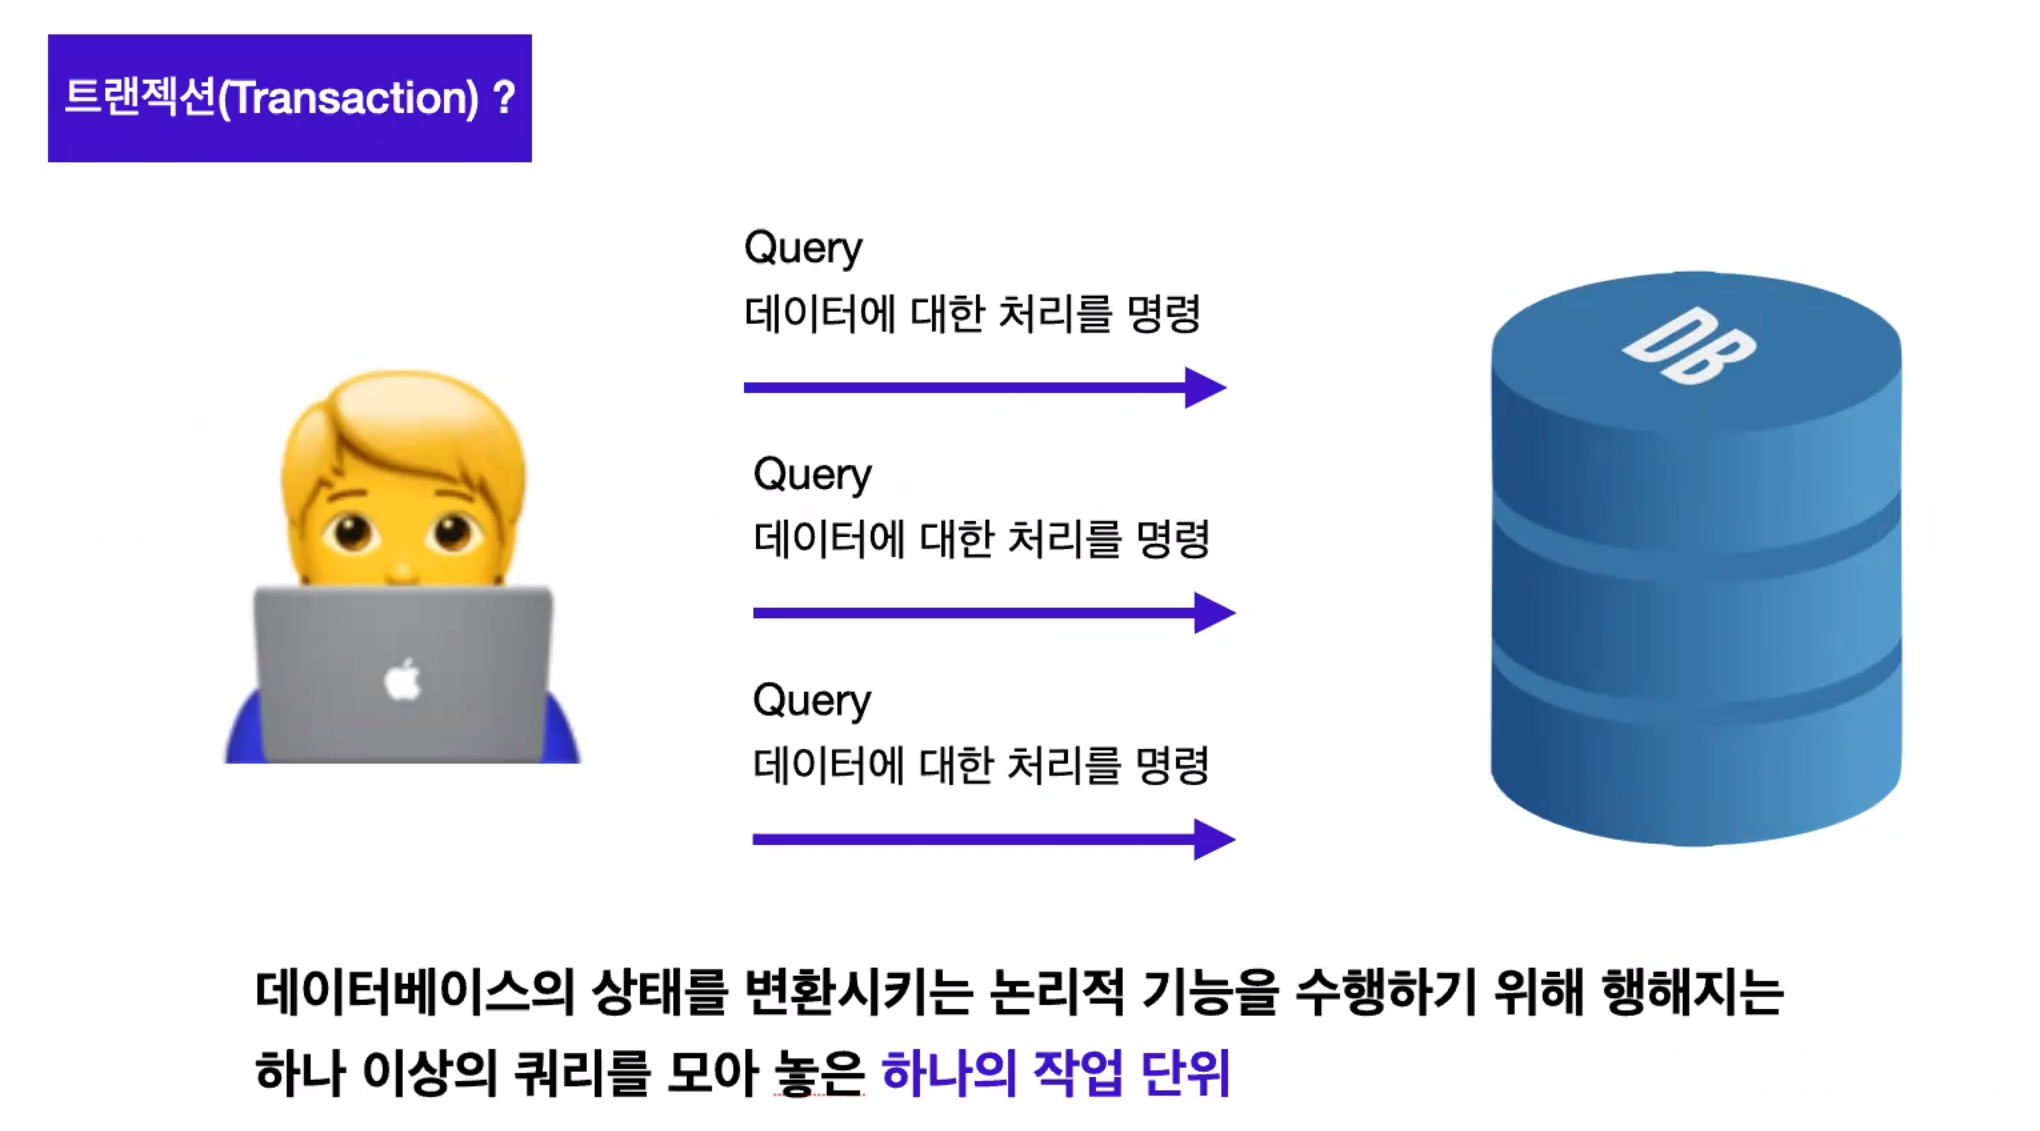 트랜젝션(Transaction) ?
Query
데이터에 대한 처리를 명령
Query
데이터에 대한 처리를 명령
Query
데이터에 대한 처리를 명령
DB
데이터베이스의 상태를 변환시키는 논리적 기능을 수행하기 위해 행해지는
하나 이상의 쿼리를 모아 놓은 하나의 작업 단위